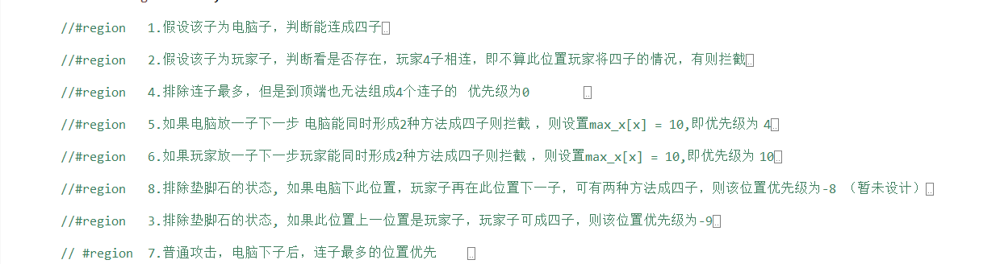 //#region 1.假设该子为电脑子，判断能连成四子
//#region 2.假设该子为玩家子，判断看是否存在，玩家4子相连，即不算此位置玩家将四子的情况，有则拦截
//#region 4.排除连子最多，但是到顶端也无法组成4个连子的 优先级为0
//#region 5.如果电脑放一子下一步 电脑能同时形成2种方法成四子则拦截 ，则设置max_x[x] = 10,即优先级为 4
//#region 6.如果玩家放一子下一步玩家能同时形成2种方法成四子则拦截 ，则设置max_x[x] = 10,即优先级为 10
//#region 8.排除垫脚石的状态, 如果电脑下此位置，玩家子再在此位置下一子，可有两种方法成四子，则该位置优先级为-8 （暂未设计）
//#region 3.排除垫脚石的状态, 如果此位置上一位置是玩家子，玩家子可成四子，则该位置优先级为-9
// #region 7.普通攻击，电脑下子后，连子最多的位置优先